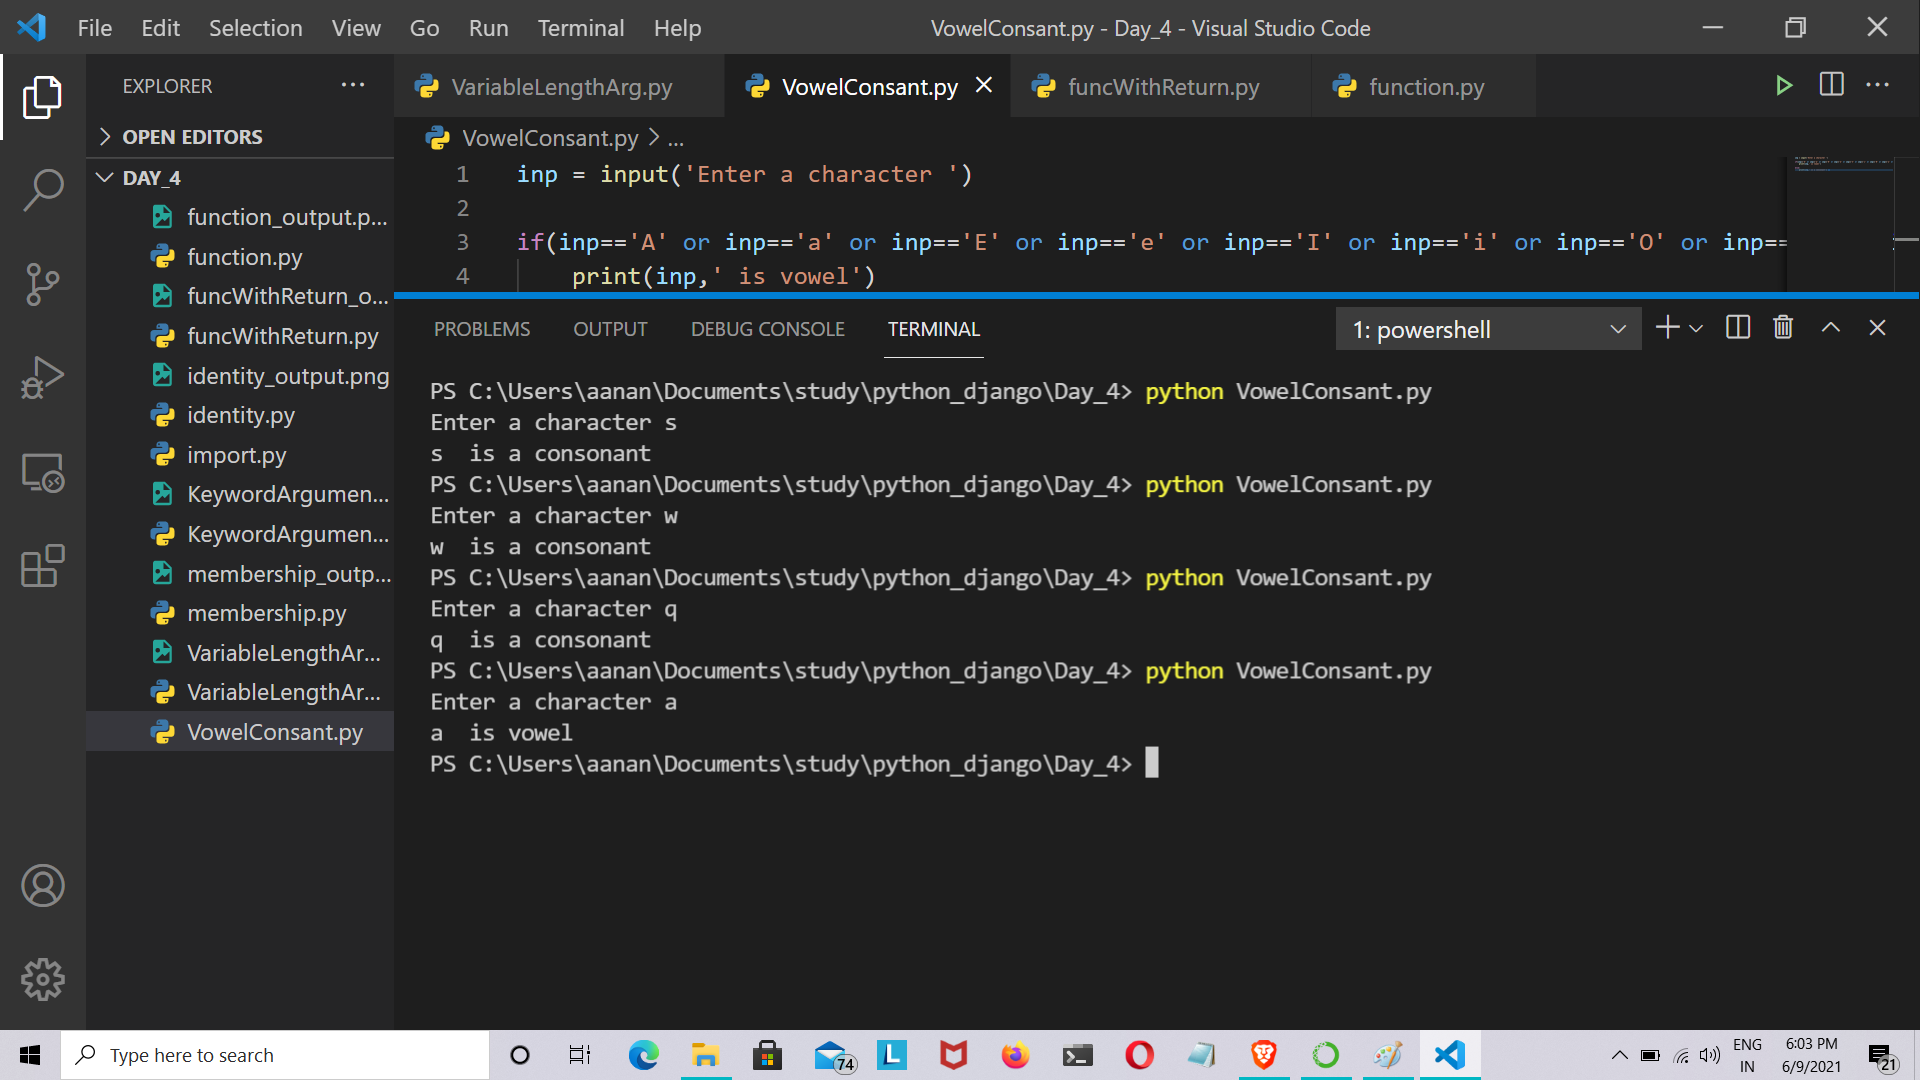 File Edit Selection View Go Run Terminal Help
VowelConsant.py - Day_4 - Visual Studio Code
EXPLORER
OPEN EDITORS
DAY_4
function_output.p...
function.py
funcWithReturn_o...
funcWithReturn.py
identity_output.png
identity.py
import.py
KeywordArgumen...
KeywordArgumen...
membership_outp...
membership.py
VariableLengthAr...
VariableLengthAr...
VowelConsant.py
VariableLengthArg.py VowelConsant.py funcWithReturn.py function.py
VowelConsant.py > ...
1 inp = input('Enter a character ')
2
3 if(inp=='A' or inp=='a' or inp=='E' or inp=='e' or inp=='I' or inp=='i' or inp=='O' or inp==
4 print(inp,' is vowel')
PROBLEMS OUTPUT DEBUG CONSOLE TERMINAL
1: powershell
PS C:\Users\aanan\Documents\study\python_django\Day_4> python VowelConsant.py
Enter a character s
s  is a consonant
PS C:\Users\aanan\Documents\study\python_django\Day_4> python VowelConsant.py
Enter a character w
w  is a consonant
PS C:\Users\aanan\Documents\study\python_django\Day_4> python VowelConsant.py
Enter a character q
q  is a consonant
PS C:\Users\aanan\Documents\study\python_django\Day_4> python VowelConsant.py
Enter a character a
a  is vowel
PS C:\Users\aanan\Documents\study\python_django\Day_4>
Type here to search
74
L
ENG
IN
6:03 PM
6/9/2021
21